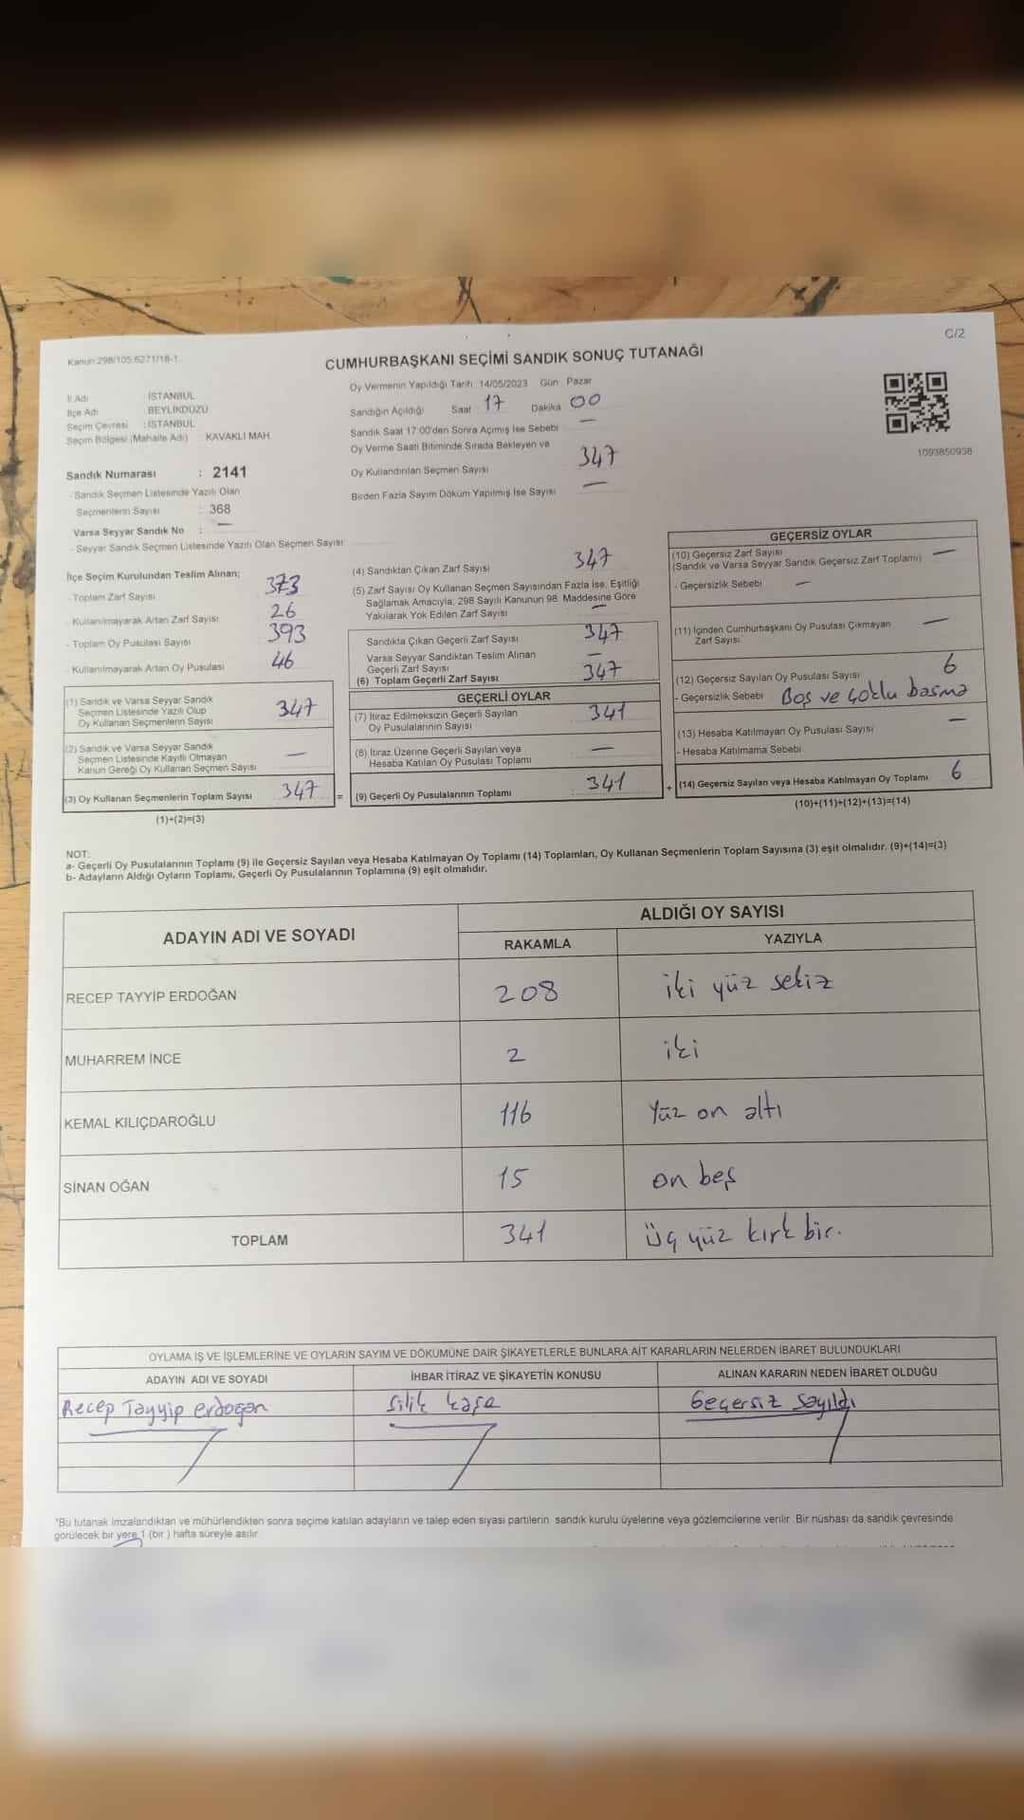 Kanun 298/105.6271/18-1
C/2
CUMHURBAŞKANI SEÇİMİ SANDIK SONUÇ TUTANAĞI
İl Adı İSTANBUL
İlçe Adı BEYLİKDÜZÜ
Seçim Çevresi : İSTANBUL
Seçim Bölgesi (Mahalle Adı) : KAVAKLI MAH
Sandık Numarası : 2141
- Sandık Seçmen Listesinde Yazılı Olan
Seçmenlerin Sayısı : 368
Varsa Seyyar Sandık No : —
- Seyyar Sandık Seçmen Listesinde Yazılı Olan Seçmen Sayısı:
Oy Vermenin Yapıldığı Tarih: 14/05/2023 Gün Pazar
Sandığın Açıldığı Saat 17 Dakika 00
Sandık Saat 17:00'den Sonra Açımış İse Sebebi —
Oy Verme Saati Bitiminde Sırada Bekleyen ve
Oy Kullandırılan Seçmen Sayısı 347
Birden Fazla Sayım Döküm Yapılmış İse Sayısı —
1093850938
İlçe Seçim Kurulundan Teslim Alınan;
- Toplam Zarf Sayısı 373
- Kullanılmayarak Artan Zarf Sayısı 26
- Toplam Oy Pusulası Sayısı 393
- Kullanılmayarak Artan Oy Pusulası 46
(1) Sandık ve Varsa Seyyar Sandık
Seçmen Listesinde Yazılı Olup
Oy Kullanan Seçmenlerin Sayısı 347
(2) Sandık ve Varsa Seyyar Sandık
Seçmen Listesinde Kayıtlı Olmayan
Kanun Gereği Oy Kullanan Seçmen Sayısı —
(3) Oy Kullanan Seçmenlerin Toplam Sayısı 347 =
(1)+(2)=(3)
(4) Sandıktan Çıkan Zarf Sayısı 347
(5) Zarf Sayısı Oy Kullanan Seçmen Sayısından Fazla İse, Eşitliği
Sağlamak Amacıyla, 298 Sayılı Kanunun 98. Maddesine Göre
Yakılarak Yok Edilen Zarf Sayısı —
Sandıkta Çıkan Geçerli Zarf Sayısı 347
Varsa Seyyar Sandıktan Teslim Alınan
Geçerli Zarf Sayısı —
(6) Toplam Geçerli Zarf Sayısı 347
GEÇERLİ OYLAR
(7) İtiraz Edilmeksizin Geçerli Sayılan
Oy Pusulalarının Sayısı 341
(8) İtiraz Üzerine Geçerli Sayılan veya
Hesaba Katılan Oy Pusulası Toplamı —
(9) Geçerli Oy Pusulalarının Toplamı 341 +
GEÇERSİZ OYLAR
(10) Geçersiz Zarf Sayısı
(Sandık ve Varsa Seyyar Sandık Geçersiz Zarf Toplamı) —
- Geçersizlik Sebebi —
(11) İçinden Cumhurbaşkanı Oy Pusulası Çıkmayan
Zarf Sayısı —
(12) Geçersiz Sayılan Oy Pusulası Sayısı 6
- Geçersizlik Sebebi Boş ve çoklu basma
(13) Hesaba Katılmayan Oy Pusulası Sayısı —
- Hesaba Katılmama Sebebi
(14) Geçersiz Sayılan veya Hesaba Katılmayan Oy Toplamı 6
(10)+(11)+(12)+(13)=(14)
NOT:
a- Geçerli Oy Pusulalarının Toplamı (9) ile Geçersiz Sayılan veya Hesaba Katılmayan Oy Toplamı (14) Toplamları, Oy Kullanan Seçmenlerin Toplam Sayısına (3) eşit olmalıdır. (9)+(14)=(3)
b- Adayların Aldığı Oyların Toplamı, Geçerli Oy Pusulalarının Toplamına (9) eşit olmalıdır.
ADAYIN ADI VE SOYADI
ALDIĞI OY SAYISI
RAKAMLA YAZIYLA
RECEP TAYYİP ERDOĞAN 208 iki yüz sekiz
MUHARREM İNCE 2 iki
KEMAL KILIÇDAROĞLU 116 Yüz on altı
SİNAN OĞAN 15 on beş
TOPLAM 341 üç yüz kırk bir.
OYLAMA İŞ VE İŞLEMLERİNE VE OYLARIN SAYIM VE DÖKÜMÜNE DAİR ŞİKAYETLERLE BUNLARA AİT KARARLARIN NELERDEN İBARET BULUNDUKLARI
ADAYIN ADI VE SOYADI İHBAR İTİRAZ VE ŞİKAYETİN KONUSU ALINAN KARARIN NEDEN İBARET OLDUĞU
Recep Tayyip erdoğan silik kaşe Geçersiz sayıldı
*Bu tutanak imzalandıktan ve mühürlendikten sonra seçime katılan adayların ve talep eden siyasi partilerin sandık kurulu üyelerine veya gözlemcilerine verilir. Bir nüshası da sandık çevresinde
görülecek bir yere 1 (bir ) hafta süreyle asılır